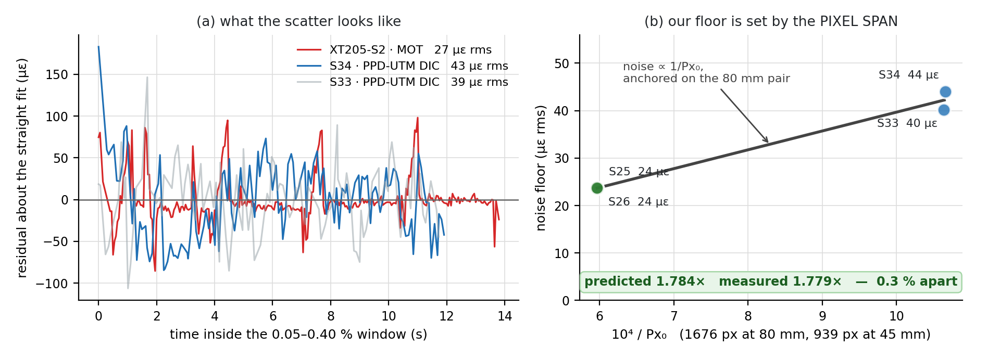 (a) what the scatter looks like
residual about the straight fit (µε)
150
100
50
0
−50
−100
XT205-S2 · MOT 27 µε rms
S34 · PPD-UTM DIC 43 µε rms
S33 · PPD-UTM DIC 39 µε rms
0 2 4 6 8 10 12 14
time inside the 0.05–0.40 % window (s)
(b) our floor is set by the PIXEL SPAN
noise floor (µε rms)
50
40
30
20
10
0
noise ∝ 1/Px₀,
anchored on the 80 mm pair
S34 44 µε
S33 40 µε
S25 24 µε
S26 24 µε
predicted 1.784× measured 1.779× — 0.3 % apart
6 7 8 9 10
10⁴ / Px₀ (1676 px at 80 mm, 939 px at 45 mm)